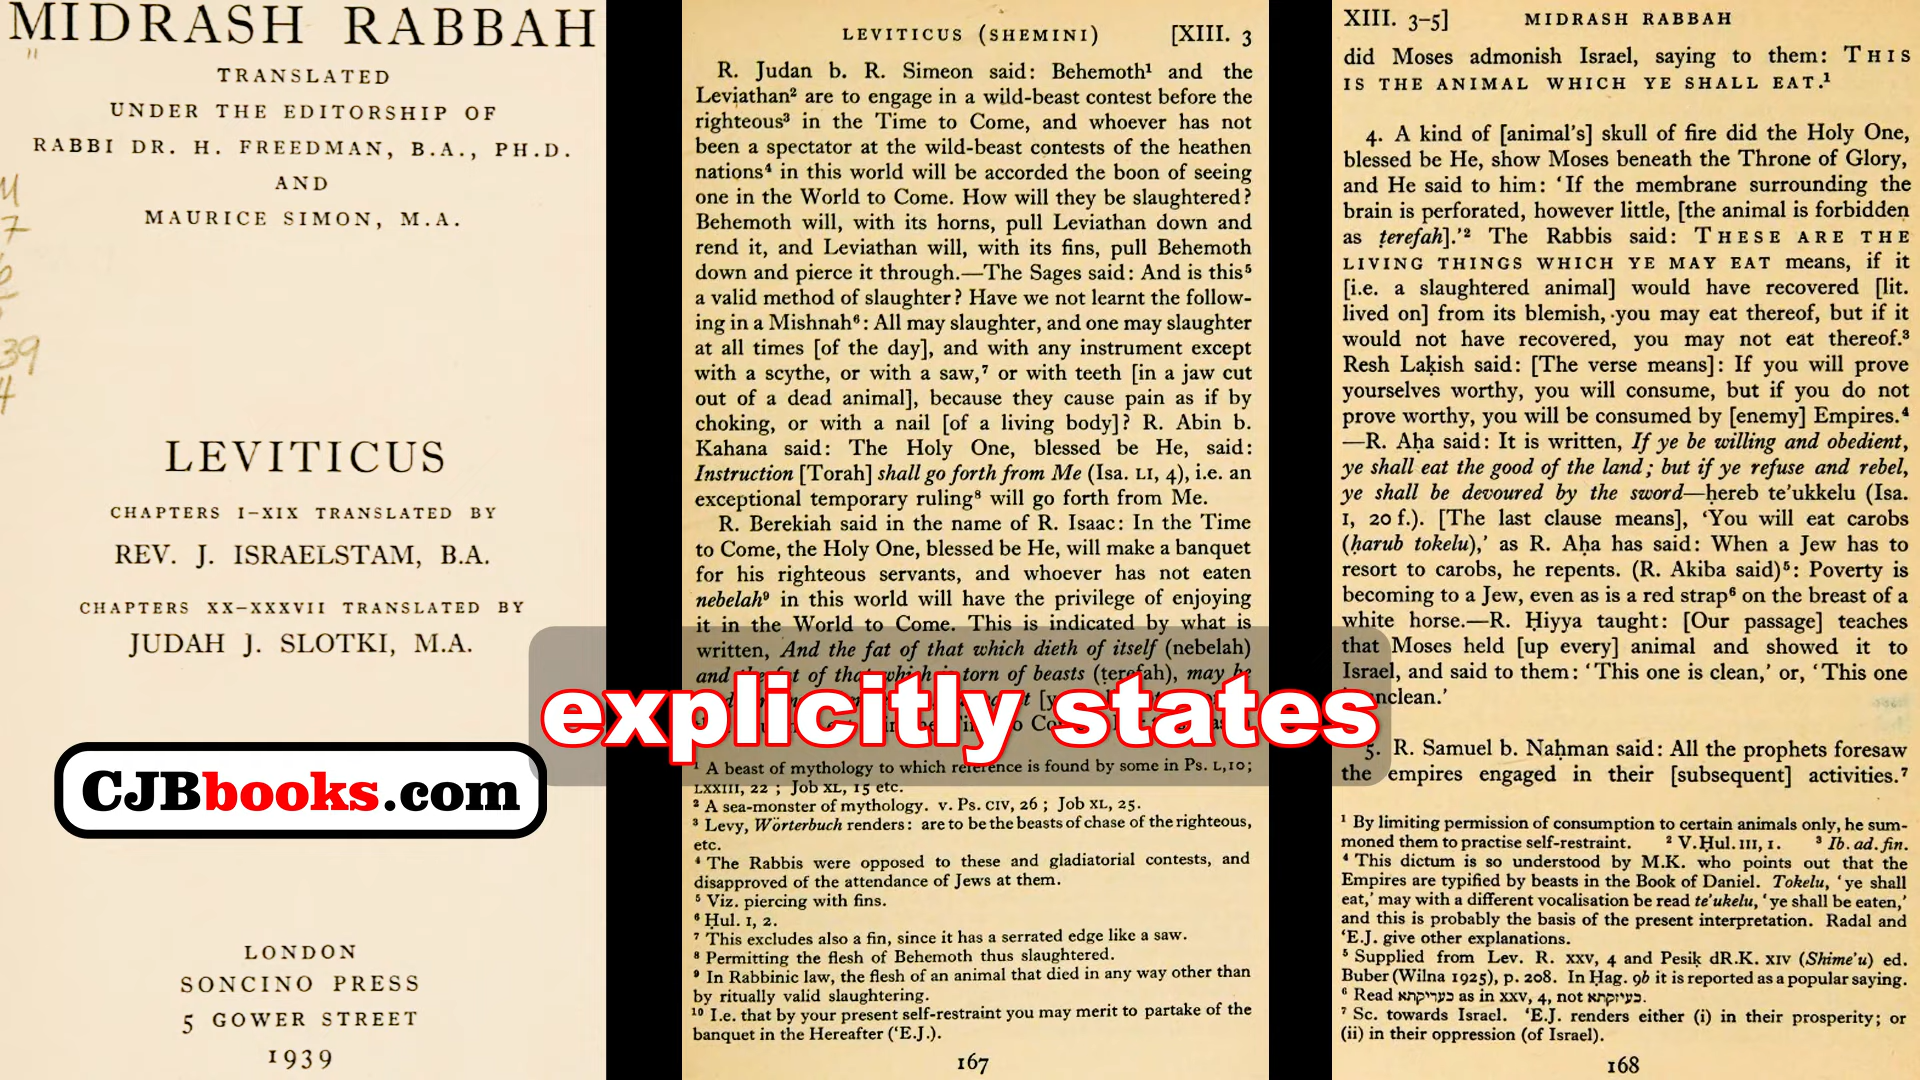 MIDRASH RABBAH
TRANSLATED
UNDER THE EDITORSHIP OF
RABBI DR. H. FREEDMAN, B.A., PH.D.
AND
MAURICE SIMON, M.A.
39
4
LEVITICUS
CHAPTERS I–XIX TRANSLATED BY
REV. J. ISRAELSTAM, B.A.
CHAPTERS XX–XXXVII TRANSLATED BY
JUDAH J. SLOTKI, M.A.
CJBbooks.com
LONDON
SONCINO PRESS
5 GOWER STREET
1939
LEVITICUS (SHEMINI) [XIII. 3
R. Judan b. R. Simeon said: Behemoth¹ and the
Leviathan² are to engage in a wild-beast contest before the
righteous³ in the Time to Come, and whoever has not
been a spectator at the wild-beast contests of the heathen
nations⁴ in this world will be accorded the boon of seeing
one in the World to Come. How will they be slaughtered?
Behemoth will, with its horns, pull Leviathan down and
rend it, and Leviathan will, with its fins, pull Behemoth
down and pierce it through.—The Sages said: And is this⁵
a valid method of slaughter? Have we not learnt the follow-
ing in a Mishnah⁶: All may slaughter, and one may slaughter
at all times [of the day], and with any instrument except
with a scythe, or with a saw,⁷ or with teeth [in a jaw cut
out of a dead animal], because they cause pain as if by
choking, or with a nail [of a living body]? R. Abin b.
Kahana said: The Holy One, blessed be He, said:
Instruction [Torah] shall go forth from Me (Isa. LI, 4), i.e. an
exceptional temporary ruling⁸ will go forth from Me.
R. Berekiah said in the name of R. Isaac: In the Time
to Come, the Holy One, blessed be He, will make a banquet
for his righteous servants, and whoever has not eaten
nebelah⁹ in this world will have the privilege of enjoying
it in the World to Come. This is indicated by what is
written, And the fat of that which dieth of itself (nebelah)
and the fat of that which is torn of beasts (ṭerefah), may be
explicitly states
¹ A beast of mythology to which reference is found by some in Ps. L,10;
LXXIII, 22 ; Job XL, 15 etc.
² A sea-monster of mythology. v. Ps. CIV, 26 ; Job XL, 25.
³ Levy, Wörterbuch renders: are to be the beasts of chase of the righteous,
etc.
⁴ The Rabbis were opposed to these and gladiatorial contests, and
disapproved of the attendance of Jews at them.
⁵ Viz. piercing with fins.
⁶ Ḥul. I, 2.
⁷ This excludes also a fin, since it has a serrated edge like a saw.
⁸ Permitting the flesh of Behemoth thus slaughtered.
⁹ In Rabbinic law, the flesh of an animal that died in any way other than
by ritually valid slaughtering.
¹⁰ I.e. that by your present self-restraint you may merit to partake of the
banquet in the Hereafter (‘E.J.).
167
XIII. 3–5] MIDRASH RABBAH
did Moses admonish Israel, saying to them: THIS
IS THE ANIMAL WHICH YE SHALL EAT.¹
4. A kind of [animal's] skull of fire did the Holy One,
blessed be He, show Moses beneath the Throne of Glory,
and He said to him: ‘If the membrane surrounding the
brain is perforated, however little, [the animal is forbidden
as ṭerefah].’² The Rabbis said: THESE ARE THE
LIVING THINGS WHICH YE MAY EAT means, if it
[i.e. a slaughtered animal] would have recovered [lit.
lived on] from its blemish, you may eat thereof, but if it
would not have recovered, you may not eat thereof.³
Resh Laḳish said: [The verse means]: If you will prove
yourselves worthy, you will consume, but if you do not
prove worthy, you will be consumed by [enemy] Empires.⁴
—R. Aḥa said: It is written, If ye be willing and obedient,
ye shall eat the good of the land; but if ye refuse and rebel,
ye shall be devoured by the sword—ḥereb te'ukkelu (Isa.
I, 20 f.). [The last clause means], ‘You will eat carobs
(ḥarub tokelu),’ as R. Aḥa has said: When a Jew has to
resort to carobs, he repents. (R. Akiba said)⁵: Poverty is
becoming to a Jew, even as is a red strap⁶ on the breast of a
white horse.—R. Ḥiyya taught: [Our passage] teaches
that Moses held [up every] animal and showed it to
Israel, and said to them: ‘This one is clean,’ or, ‘This one
unclean.’
5. R. Samuel b. Naḥman said: All the prophets foresaw
the empires engaged in their [subsequent] activities.⁷
¹ By limiting permission of consumption to certain animals only, he sum-
moned them to practise self-restraint. ² V. Ḥul. III, 1. ³ Ib. ad. fin.
⁴ This dictum is so understood by M.K. who points out that the
Empires are typified by beasts in the Book of Daniel. Tokelu, ‘ye shall
eat,’ may with a different vocalisation be read te'ukelu, ‘ye shall be eaten,’
and this is probably the basis of the present interpretation. Radal and
‘E.J. give other explanations.
⁵ Supplied from Lev. R. XXV, 4 and Pesiḳ dR.K. XIV (Shime'u) ed.
Buber (Wilna 1925), p. 208. In Ḥag. 9b it is reported as a popular saying.
⁶ Read כעריקתא as in XXV, 4, not כעיוקתא.
⁷ Sc. towards Israel. ‘E.J. renders either (i) in their prosperity; or
(ii) in their oppression (of Israel).
168